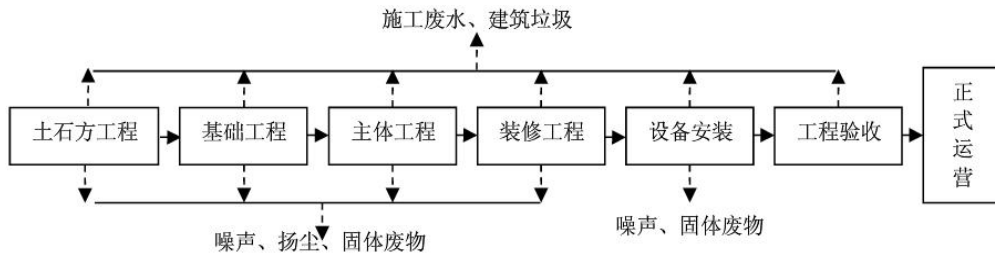 施工废水、建筑垃圾
土石方工程
基础工程
主体工程
装修工程
设备安装
工程验收
正式运营
噪声、扬尘、固体废物
噪声、固体废物